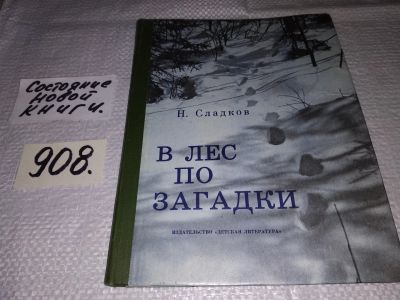 Состояние
новой
книги.
908.
Н. Сладков
В ЛЕС
ПО
ЗАГАДКИ
ИЗДАТЕЛЬСТВО «ДЕТСКАЯ ЛИТЕРАТУРА»